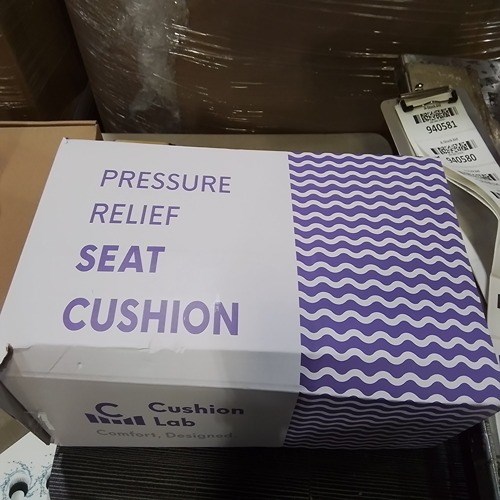 PRESSURE
RELIEF
SEAT
CUSHION
Cushion
Lab
Comfort, Designed
940581
940580